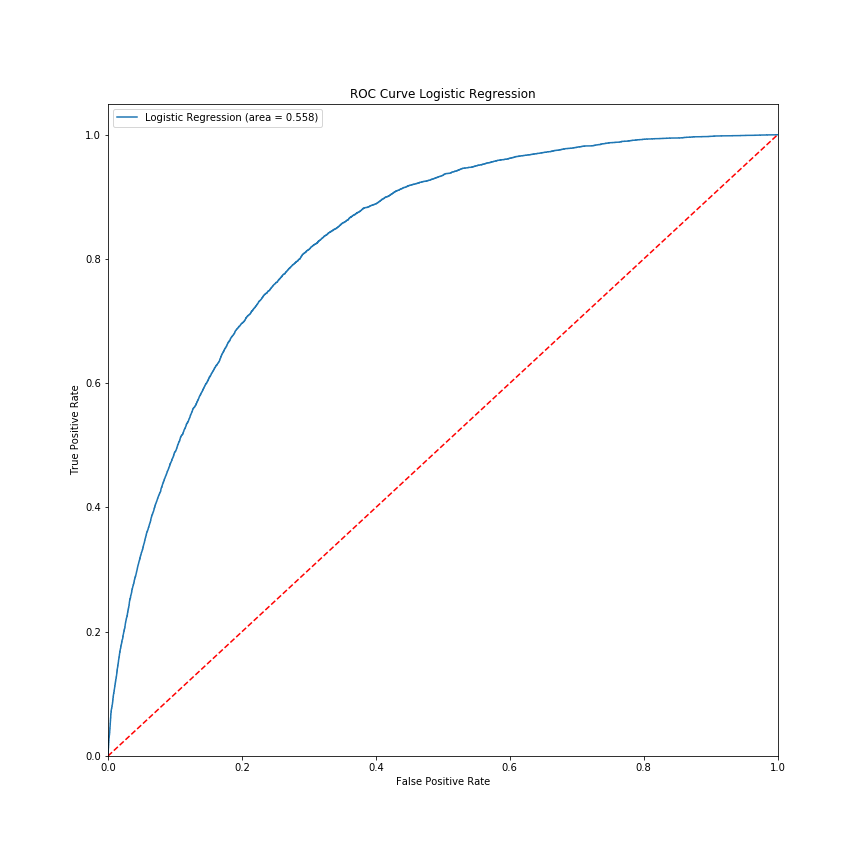 ROC Curve Logistic Regression
Logistic Regression (area = 0.558)
1.0
0.8
0.6
0.4
0.2
0.0
True Positive Rate
0.0 0.2 0.4 0.6 0.8 1.0
False Positive Rate